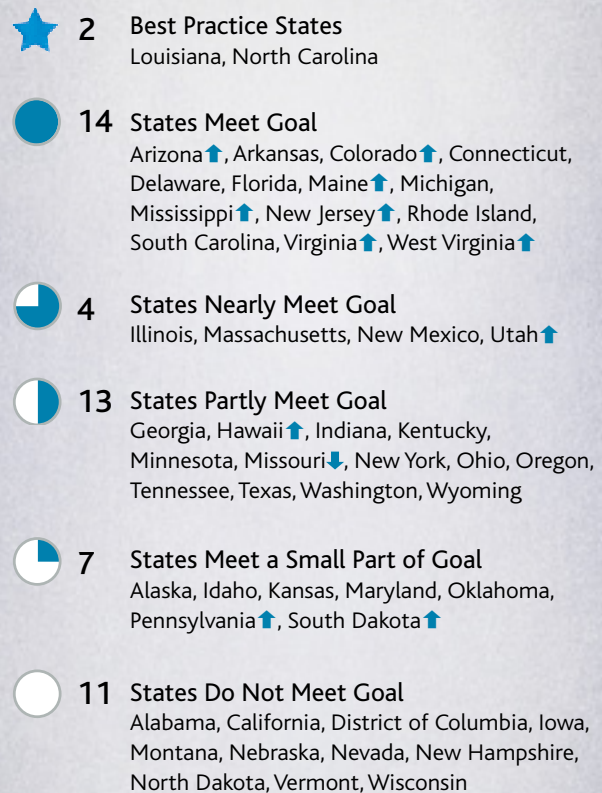 2 Best Practice States
Louisiana, North Carolina
14 States Meet Goal
Arizona⬆, Arkansas, Colorado⬆, Connecticut,
Delaware, Florida, Maine⬆, Michigan,
Mississippi⬆, New Jersey⬆, Rhode Island,
South Carolina, Virginia⬆, West Virginia⬆
4 States Nearly Meet Goal
Illinois, Massachusetts, New Mexico, Utah⬆
13 States Partly Meet Goal
Georgia, Hawaii⬆, Indiana, Kentucky,
Minnesota, Missouri⬇, New York, Ohio, Oregon,
Tennessee, Texas, Washington, Wyoming
7 States Meet a Small Part of Goal
Alaska, Idaho, Kansas, Maryland, Oklahoma,
Pennsylvania⬆, South Dakota⬆
11 States Do Not Meet Goal
Alabama, California, District of Columbia, Iowa,
Montana, Nebraska, Nevada, New Hampshire,
North Dakota, Vermont, Wisconsin